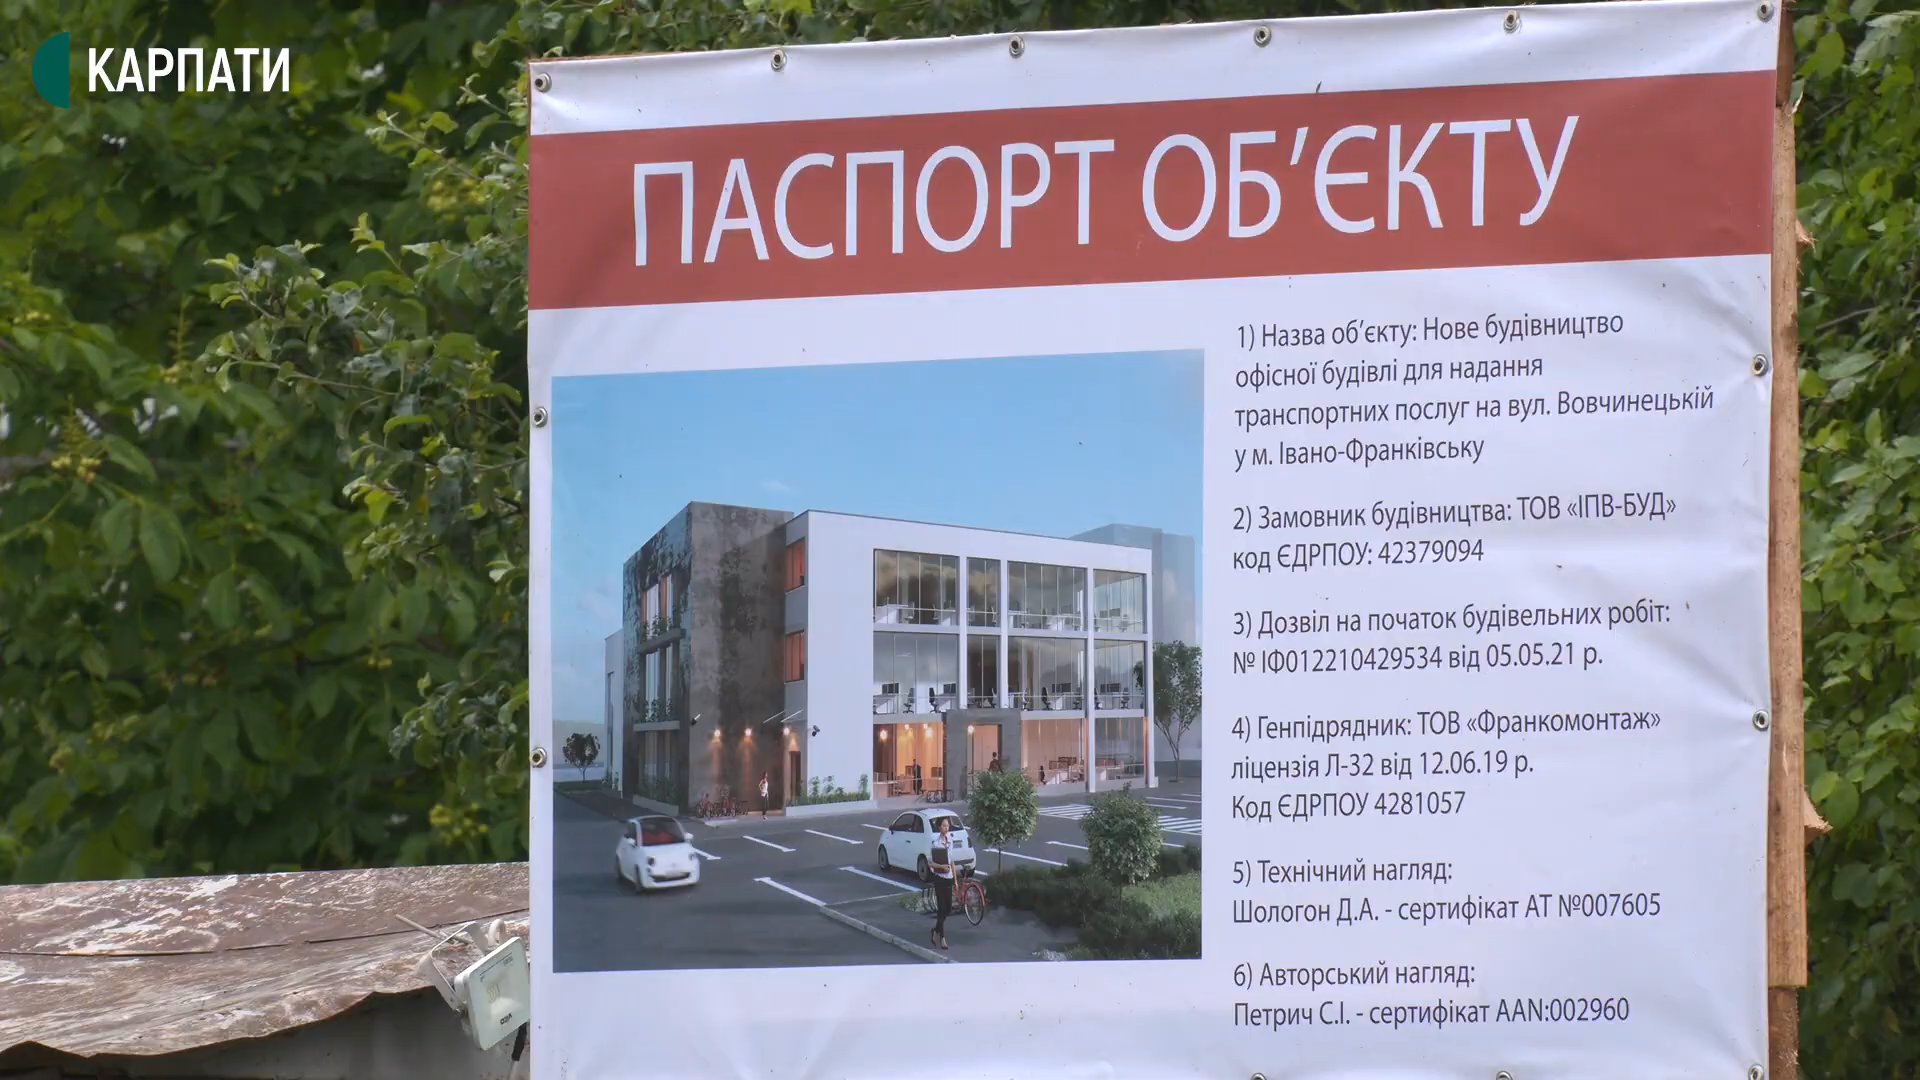 КАРПАТИ
ПАСПОРТ ОБ’ЄКТУ
1) Назва об’єкту: Нове будівництво
офісної будівлі для надання
транспортних послуг на вул. Вовчинецькій
у м. Івано-Франківську
2) Замовник будівництва: ТОВ «ІПВ-БУД»
код ЄДРПОУ: 42379094
3) Дозвіл на початок будівельних робіт:
№ ІФ012210429534 від 05.05.21 р.
4) Генпідрядник: ТОВ «Франкомонтаж»
ліцензія Л-32 від 12.06.19 р.
Код ЄДРПОУ 4281057
5) Технічний нагляд:
Шологон Д.А. - сертифікат АТ №007605
6) Авторський нагляд:
Петрич С.І. - сертифікат ААN:002960